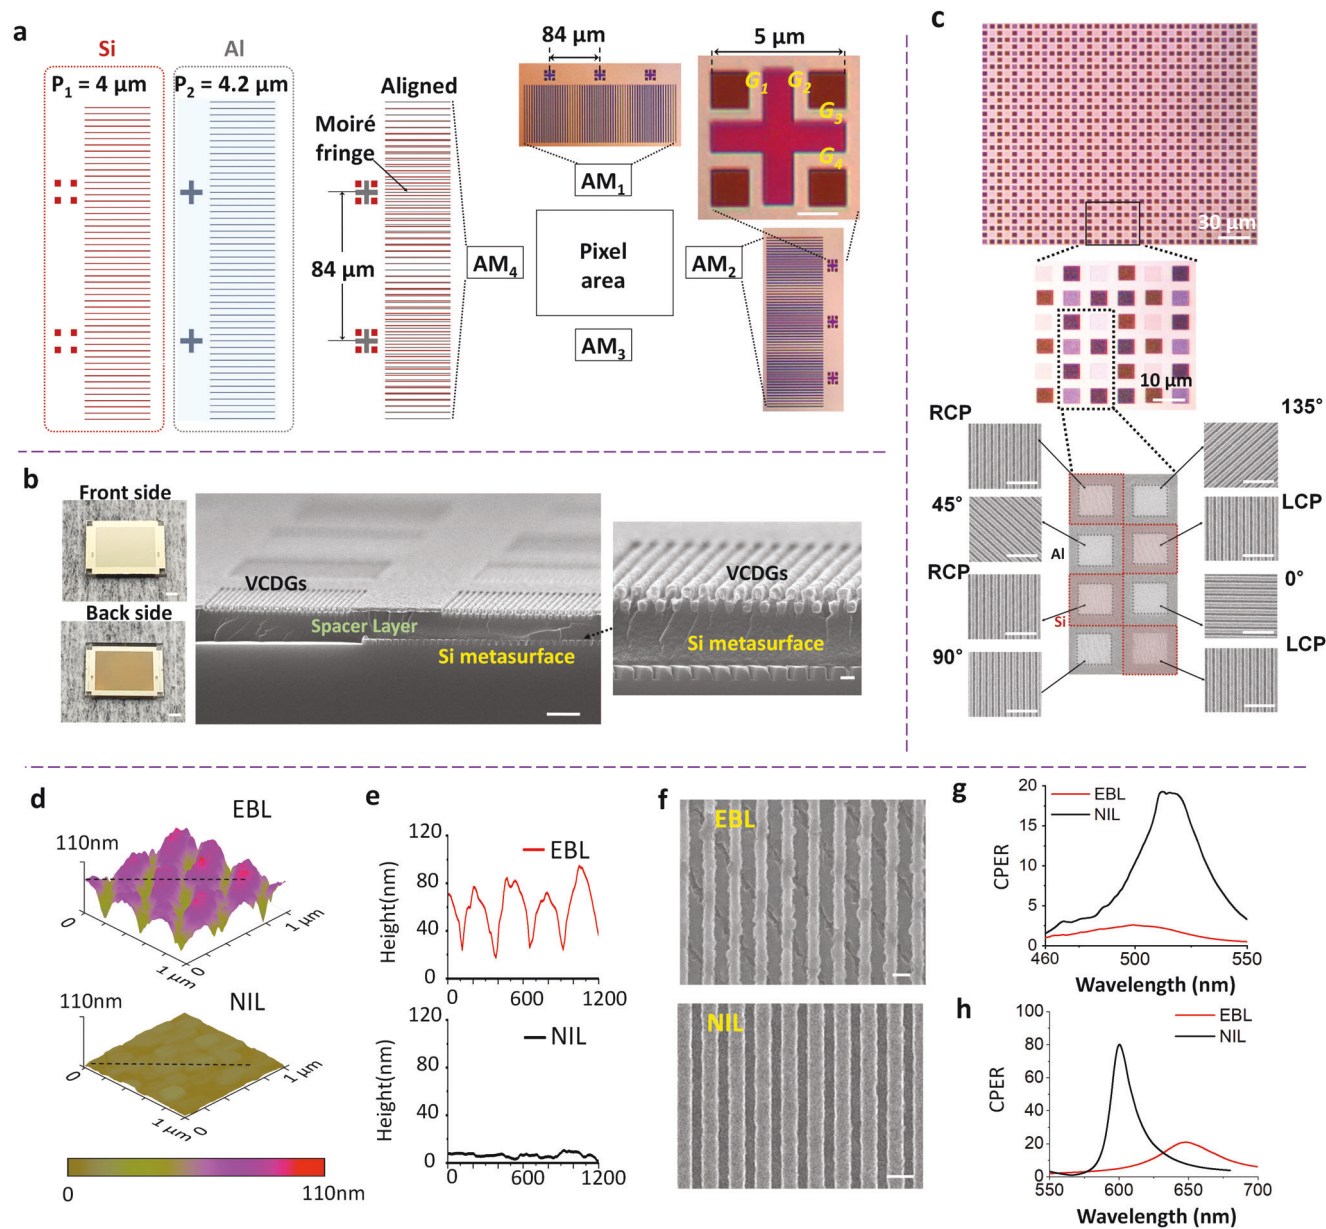 a
Si
Al
P1 = 4 μm
P2 = 4.2 μm
Aligned
Moiré
fringe
84 μm
84 μm
5 μm
G1
G2
G3
G4
AM1
AM2
AM3
AM4
Pixel
area
b
Front side
Back side
VCDGs
Spacer Layer
Si metasurface
VCDGs
Si metasurface
c
30 μm
10 μm
RCP
135°
45°
LCP
Al
RCP
0°
Si
90°
LCP
d
EBL
110nm
0
1 μm
0
1 μm
NIL
110nm
0
1 μm
0
1 μm
0
110nm
e
120
80
40
0
Height(nm)
EBL
0
600
1200
120
80
40
0
Height(nm)
NIL
0
600
1200
f
EBL
NIL
g
20
15
10
5
0
CPER
EBL
NIL
460
500
550
Wavelength (nm)
h
100
80
60
40
20
0
CPER
EBL
NIL
550
600
650
700
Wavelength (nm)